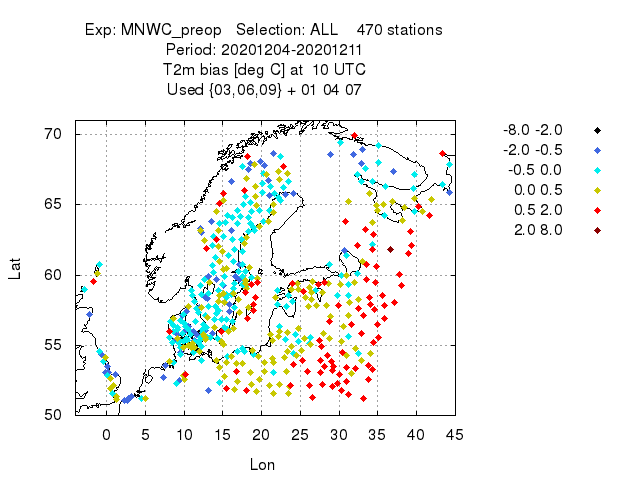 Exp: MNWC_preop Selection: ALL 470 stations
Period: 20201204-20201211
T2m bias [deg C] at 10 UTC
Used {03,06,09} + 01 04 07
70
65
60
55
50
0 5 10 15 20 25 30 35 40 45
Lat
Lon
-8.0 -2.0
-2.0 -0.5
-0.5 0.0
0.0 0.5
0.5 2.0
2.0 8.0